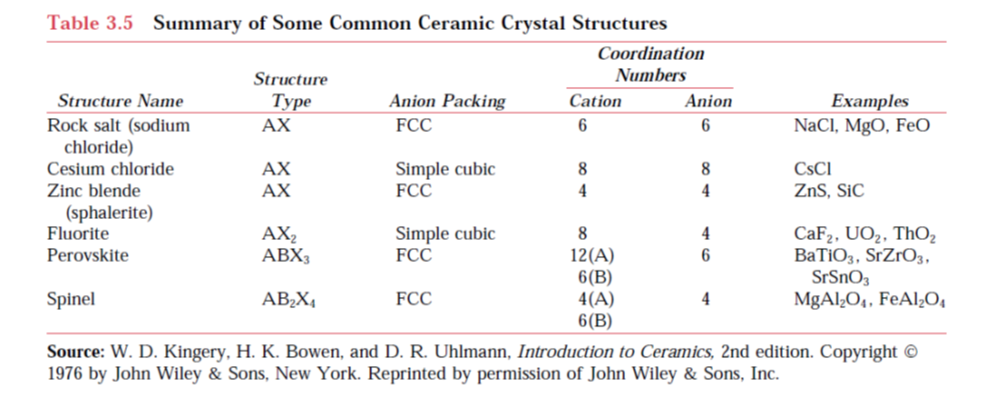 Table 3.5 Summary of Some Common Ceramic Crystal Structures
Coordination
Structure Numbers
Structure Name Type Anion Packing Cation Anion Examples
Rock salt (sodium AX FCC 6 6 NaCl, MgO, FeO
chloride)
Cesium chloride AX Simple cubic 8 8 CsCl
Zinc blende AX FCC 4 4 ZnS, SiC
(sphalerite)
Fluorite AX₂ Simple cubic 8 4 CaF₂, UO₂, ThO₂
Perovskite ABX₃ FCC 12(A) 6 BaTiO₃, SrZrO₃,
6(B) SrSnO₃
Spinel AB₂X₄ FCC 4(A) 4 MgAl₂O₄, FeAl₂O₄
6(B)
Source: W. D. Kingery, H. K. Bowen, and D. R. Uhlmann, Introduction to Ceramics, 2nd edition. Copyright ©
1976 by John Wiley & Sons, New York. Reprinted by permission of John Wiley & Sons, Inc.